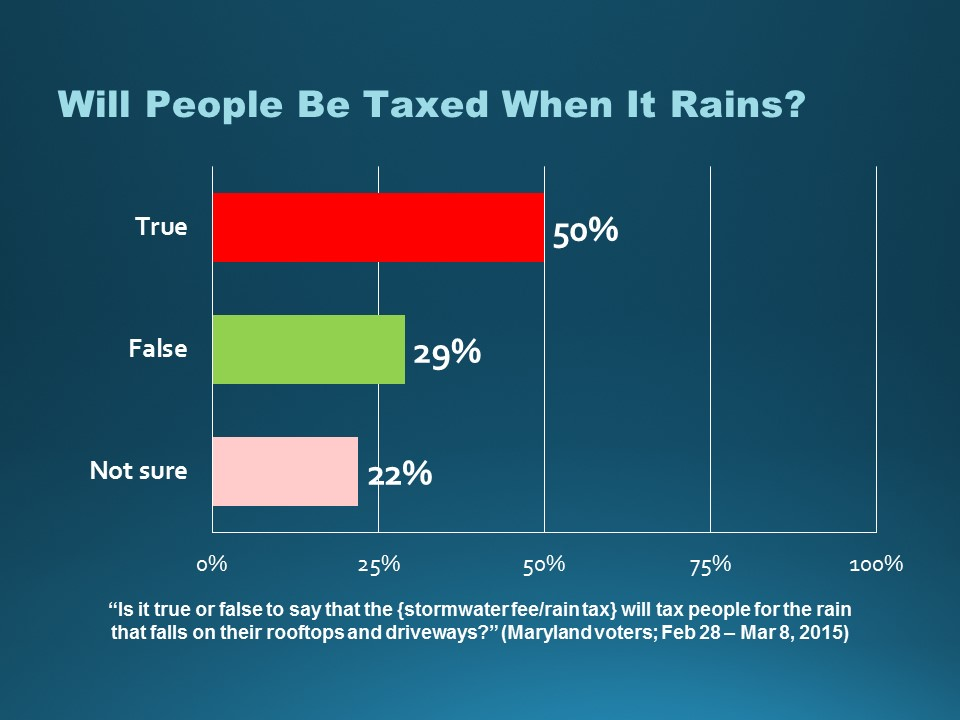 Will People Be Taxed When It Rains?
True
50%
False
29%
Not sure
22%
0%
25%
50%
75%
100%
“Is it true or false to say that the {stormwater fee/rain tax} will tax people for the rain
that falls on their rooftops and driveways?” (Maryland voters; Feb 28 – Mar 8, 2015)